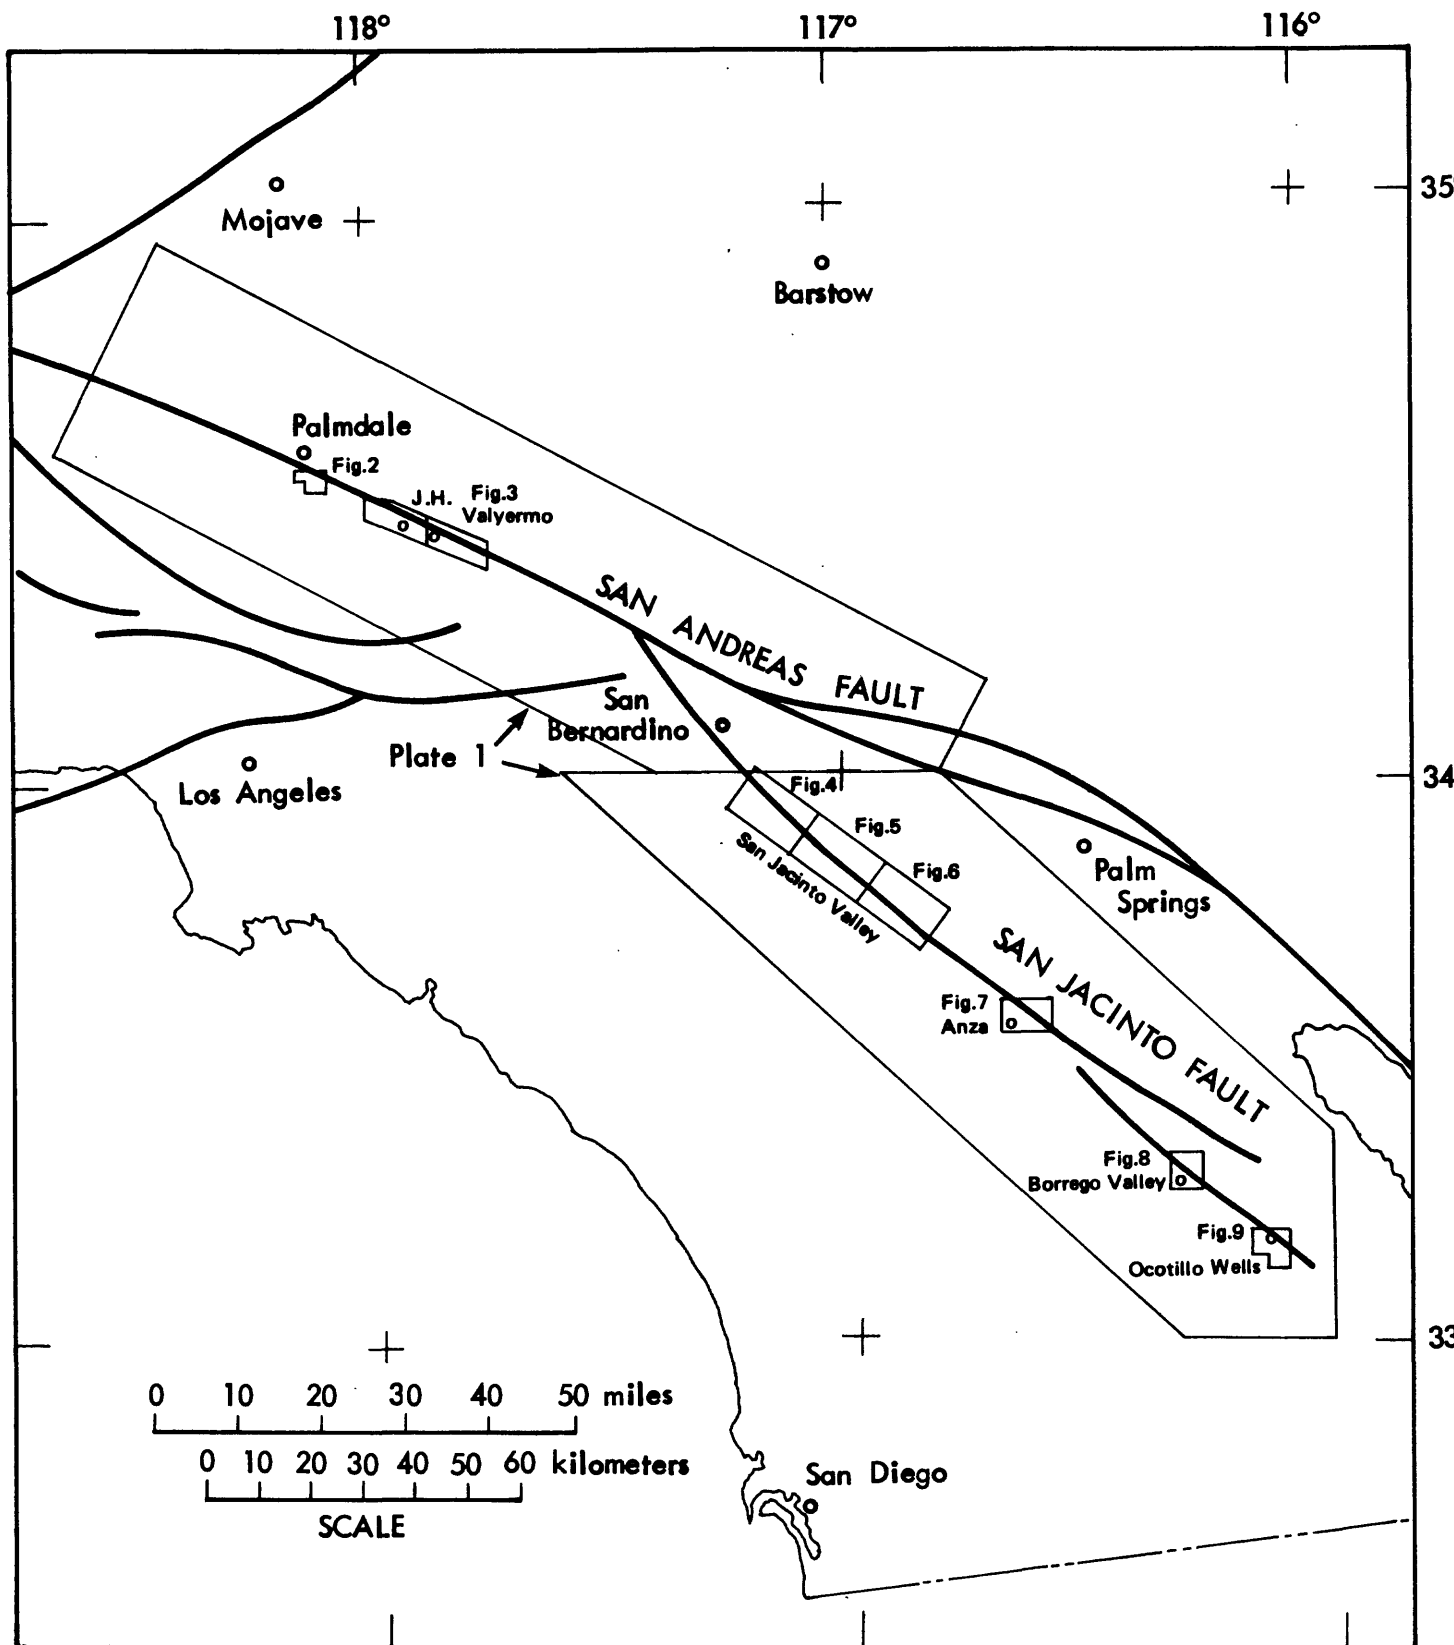 118° 117° 116°
35°
Mojave
Barstow
Palmdale
Fig.2
J.H. Fig.3
Valyermo
SAN ANDREAS FAULT
San
Bernardino
Plate 1
Los Angeles
34
Fig.4
Fig.5
Fig.6
San Jacinto Valley
Palm
Springs
SAN JACINTO FAULT
Fig.7
Anza
Fig.8
Borrego Valley
Fig.9
Ocotillo Wells
33
0 10 20 30 40 50 miles
0 10 20 30 40 50 60 kilometers
SCALE
San Diego